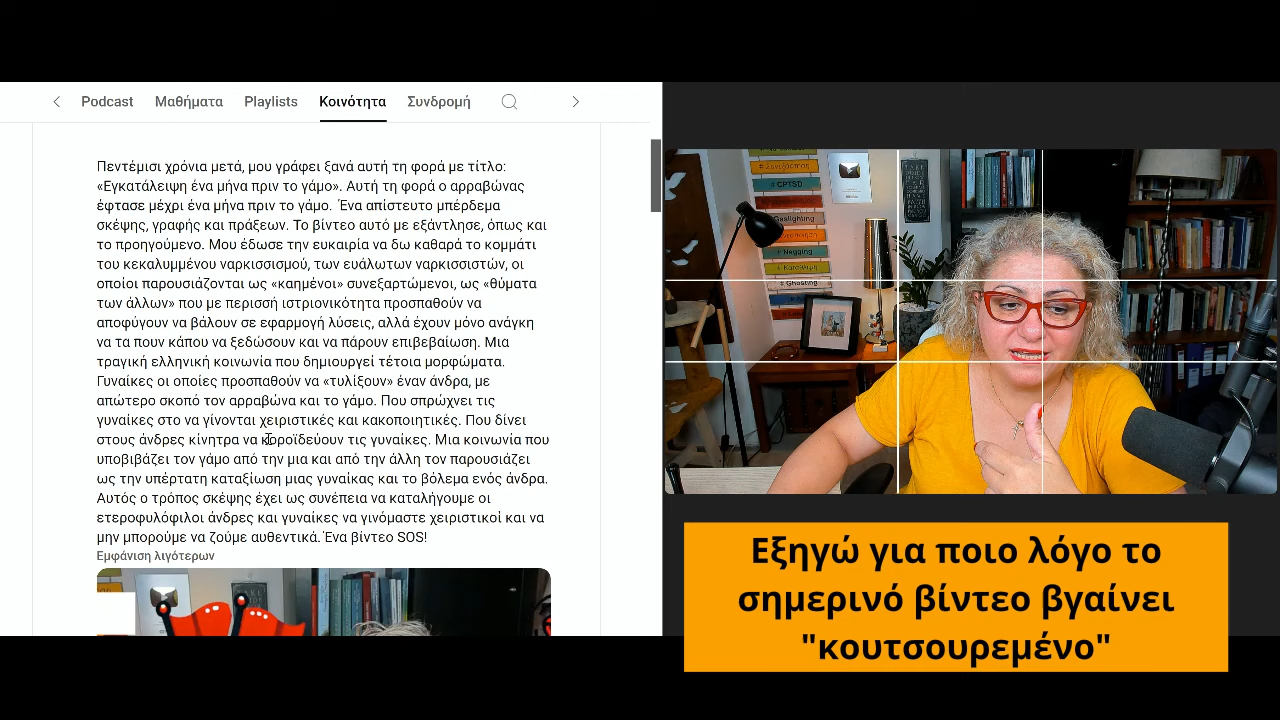 Podcast Μαθήματα Playlists Κοινότητα Συνδρομή
Πεντέμισι χρόνια μετά, μου γράφει ξανά αυτή τη φορά με τίτλο:
«Εγκατάλειψη ένα μήνα πριν το γάμο». Αυτή τη φορά ο αρραβώνας
έφτασε μέχρι ένα μήνα πριν το γάμο. Ένα απίστευτο μπέρδεμα
σκέψης, γραφής και πράξεων. Το βίντεο αυτό με εξάντλησε, όπως και
το προηγούμενο. Μου έδωσε την ευκαιρία να δω καθαρά το κομμάτι
του κεκαλυμμένου ναρκισσισμού, των ευάλωτων ναρκισσιστών, οι
οποίοι παρουσιάζονται ως «καημένοι» συνεξαρτώμενοι, ως «θύματα
των άλλων» που με περισσή ιστριονικότητα προσπαθούν να
αποφύγουν να βάλουν σε εφαρμογή λύσεις, αλλά έχουν μόνο ανάγκη
να τα πουν κάπου να ξεδώσουν και να πάρουν επιβεβαίωση. Μια
τραγική ελληνική κοινωνία που δημιουργεί τέτοια μορφώματα.
Γυναίκες οι οποίες προσπαθούν να «τυλίξουν» έναν άνδρα, με
απώτερο σκοπό τον αρραβώνα και το γάμο. Που σπρώχνει τις
γυναίκες στο να γίνονται χειριστικές και κακοποιητικές. Που δίνει
στους άνδρες κίνητρα να κοροϊδεύουν τις γυναίκες. Μια κοινωνία που
υποβιβάζει τον γάμο από την μια και από την άλλη τον παρουσιάζει
ως την υπέρτατη καταξίωση μιας γυναίκας και το βόλεμα ενός άνδρα.
Αυτός ο τρόπος σκέψης έχει ως συνέπεια να καταλήγουμε οι
ετεροφυλόφιλοι άνδρες και γυναίκες να γινόμαστε χειριστικοί και να
μην μπορούμε να ζούμε αυθεντικά. Ένα βίντεο SOS!
Εμφάνιση λιγότερων
# CPTSD
# Gaslighting
# Negging
# Κατάθλιψη
# Ghosting
Εξηγώ για ποιο λόγο το
σημερινό βίντεο βγαίνει
"κουτσουρεμένο"